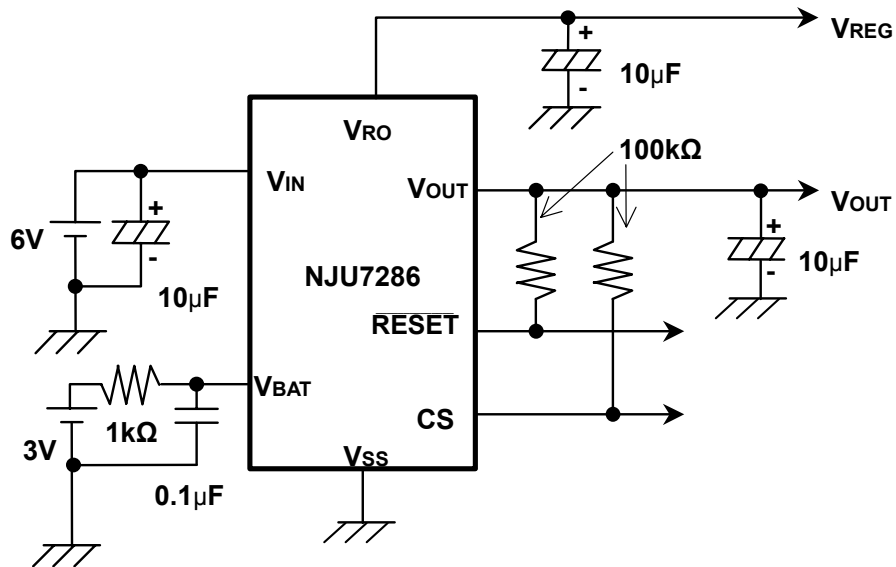 VREG
+
-
10µF
VRO
100kΩ
VIN
VOUT
VOUT
6V
+
-
10µF
NJU7286
+
-
10µF
RESET
VBAT
1kΩ
CS
3V
VSS
0.1µF